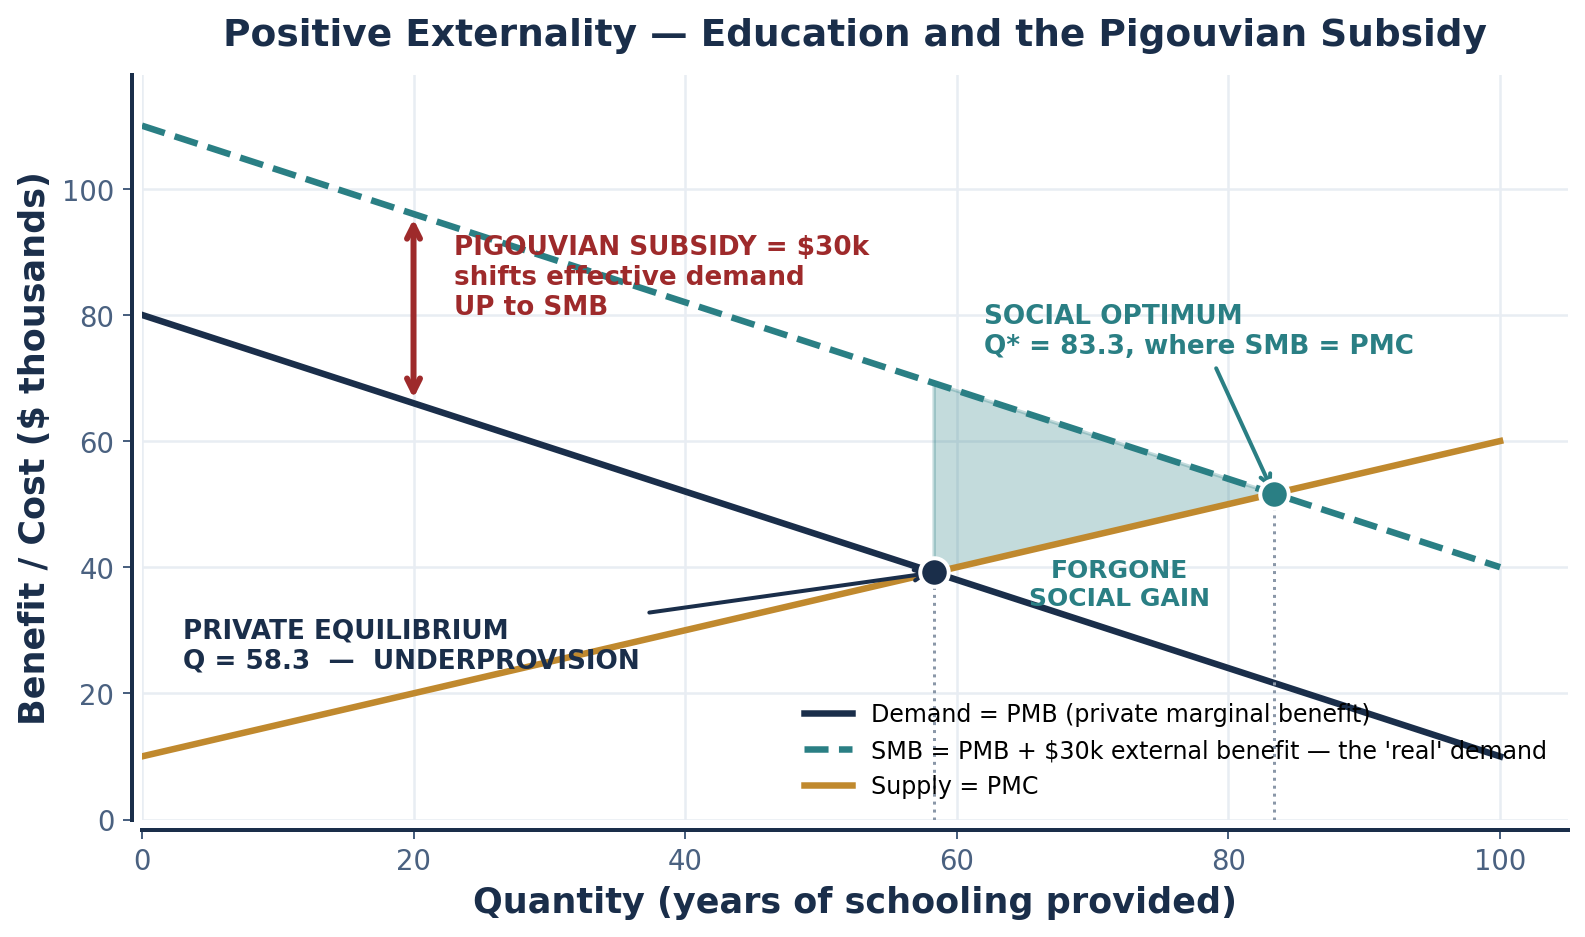 Positive Externality — Education and the Pigouvian Subsidy
Benefit / Cost ($ thousands)
100
80
60
40
20
0
PIGOUVIAN SUBSIDY = $30k
shifts effective demand
UP to SMB
SOCIAL OPTIMUM
Q* = 83.3, where SMB = PMC
FORGONE
SOCIAL GAIN
PRIVATE EQUILIBRIUM
Q = 58.3 — UNDERPROVISION
Demand = PMB (private marginal benefit)
SMB = PMB + $30k external benefit — the 'real' demand
Supply = PMC
0 20 40 60 80 100
Quantity (years of schooling provided)